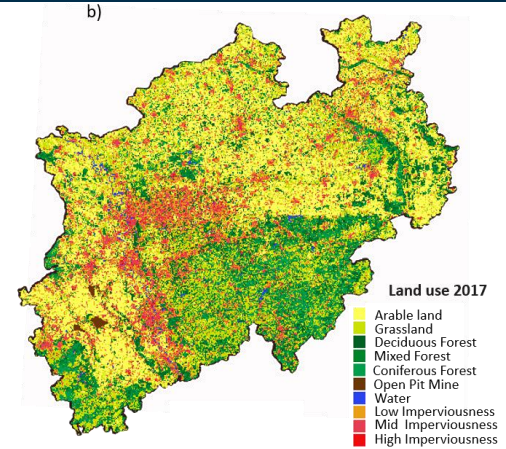 b)
Land use 2017
Arable land
Grassland
Deciduous Forest
Mixed Forest
Coniferous Forest
Open Pit Mine
Water
Low Imperviousness
Mid Imperviousness
High Imperviousness